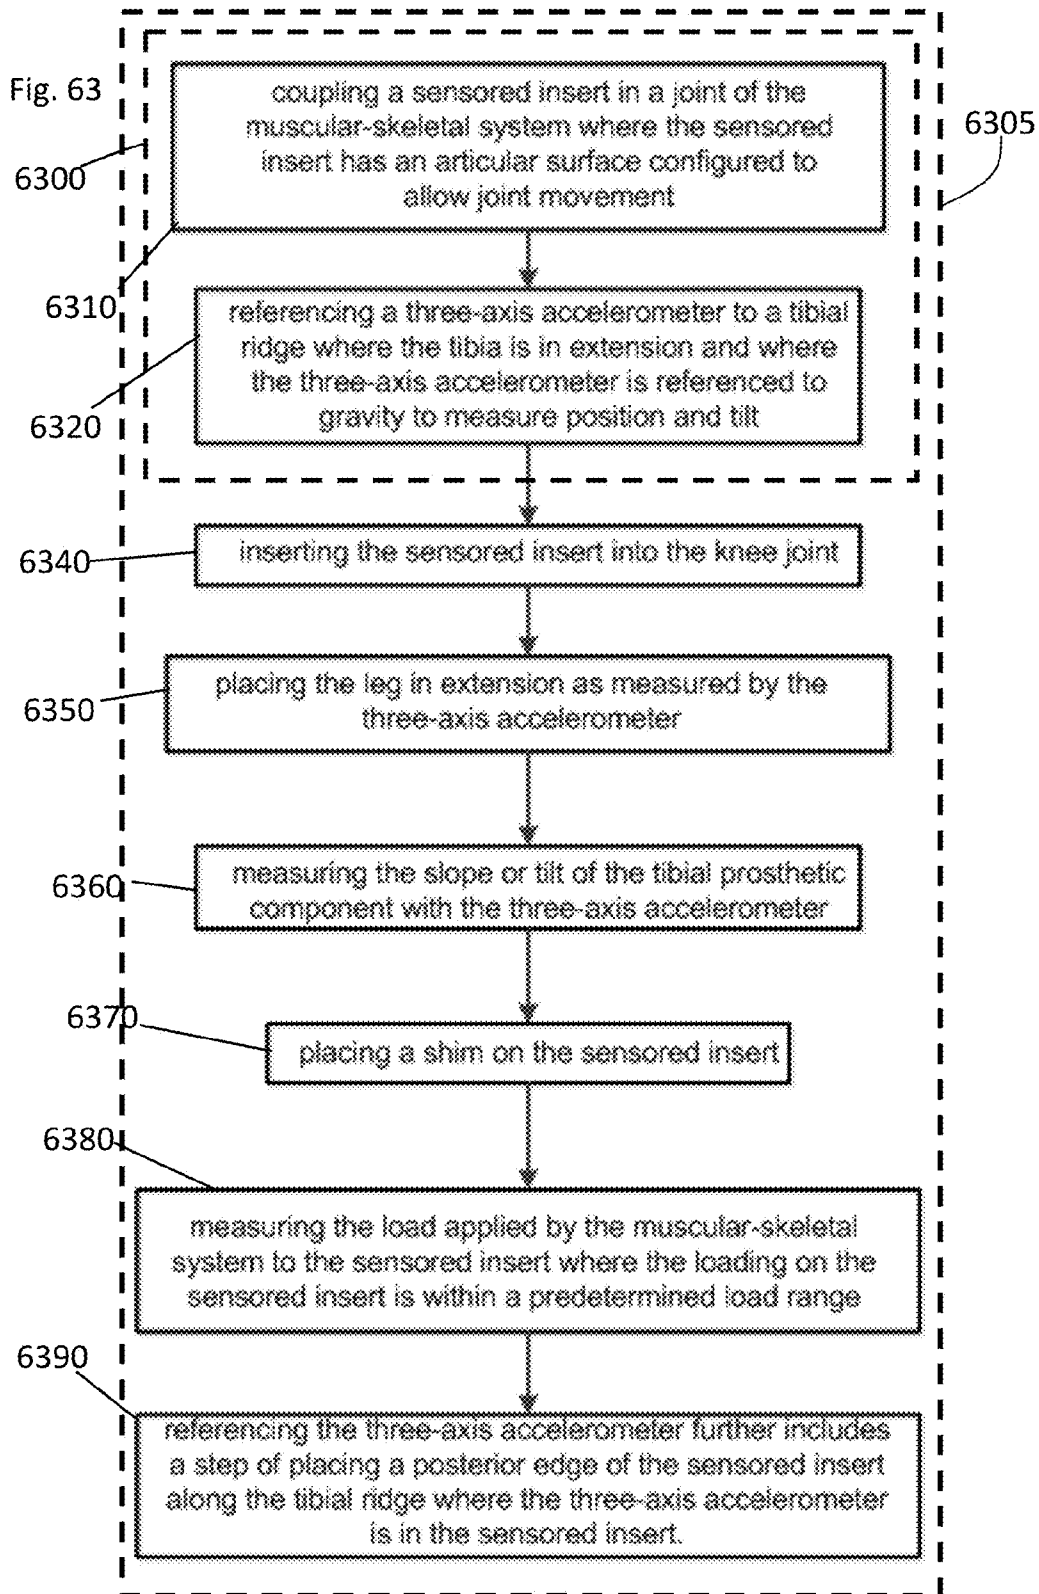 Fig. 63
6300
6305
coupling a sensored insert in a joint of the
muscular-skeletal system where the sensored
insert has an articular surface configured to
allow joint movement
6310
referencing a three-axis accelerometer to a tibial
ridge where the tibia is in extension and where
the three-axis accelerometer is referenced to
gravity to measure position and tilt
6320
6340
inserting the sensored insert into the knee joint
6350
placing the leg in extension as measured by the
three-axis accelerometer
6360
measuring the slope or tilt of the tibial prosthetic
component with the three-axis accelerometer
6370
placing a shim on the sensored insert
6380
measuring the load applied by the muscular-skeletal
system to the sensored insert where the loading on the
sensored insert is within a predetermined load range
6390
referencing the three-axis accelerometer further includes
a step of placing a posterior edge of the sensored insert
along the tibial ridge where the three-axis accelerometer
is in the sensored insert.